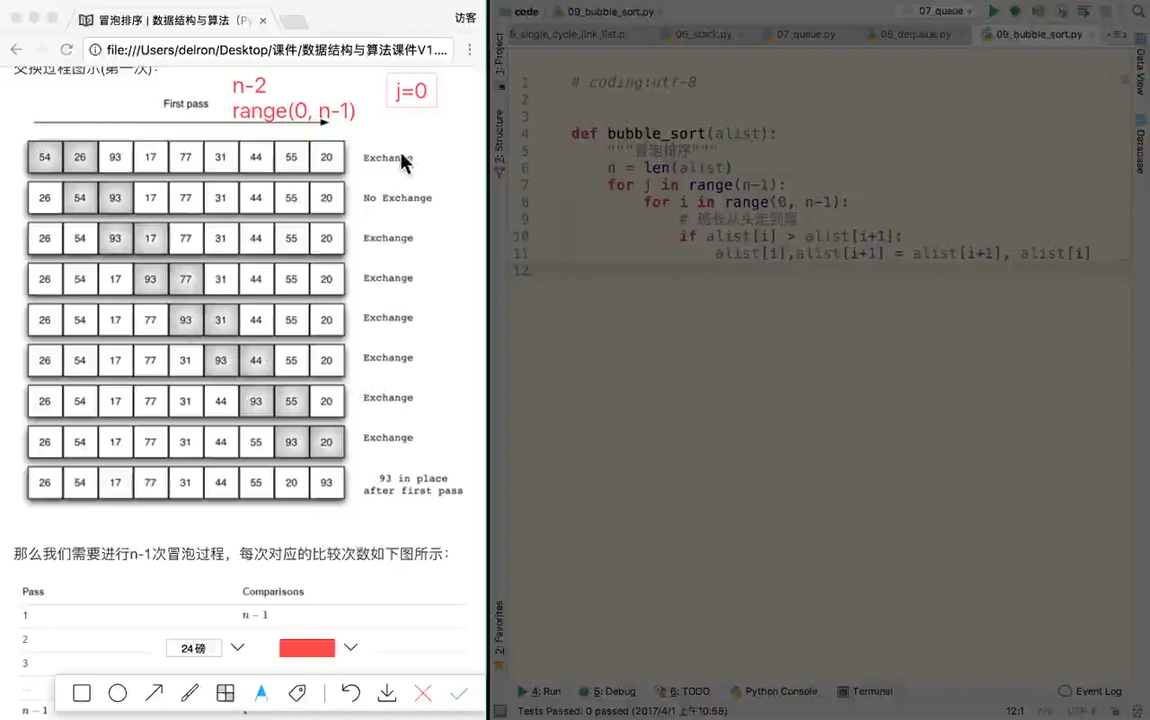 冒泡排序 | 数据结构与算法（Py
访客
file:///Users/delron/Desktop/课件/数据结构与算法课件V1....
交换过程图示(第一次):
n-2
j=0
First pass
range(0, n-1)
54 26 93 17 77 31 44 55 20 Exchange
26 54 93 17 77 31 44 55 20 No Exchange
26 54 93 17 77 31 44 55 20 Exchange
26 54 17 93 77 31 44 55 20 Exchange
26 54 17 77 93 31 44 55 20 Exchange
26 54 17 77 31 93 44 55 20 Exchange
26 54 17 77 31 44 93 55 20 Exchange
26 54 17 77 31 44 55 93 20 Exchange
26 54 17 77 31 44 55 20 93 93 in place
after first pass
那么我们需要进行n-1次冒泡过程，每次对应的比较次数如下图所示：
Pass Comparisons
1 n − 1
2
3
24 磅
n − 1
code 09_bubble_sort.py
07_queue
5_single_cycle_link_list.p 06_stack.py 07_queue.py 08_dequeue.py 09_bubble_sort.py
1: Project
7: Structure
2: Favorites
Data View
Database
1 # coding:utf-8
2
3
4 def bubble_sort(alist):
5 """冒泡排序"""
6 n = len(alist)
7 for j in range(n-1):
8 for i in range(0, n-1):
9 # 班长从头走到尾
10 if alist[i] > alist[i+1]:
11 alist[i],alist[i+1] = alist[i+1], alist[i]
12
4: Run 5: Debug 6: TODO Python Console Terminal Event Log
Tests Passed: 0 passed (2017/4/1 上午10:58) 12:1 n/a UTF-8